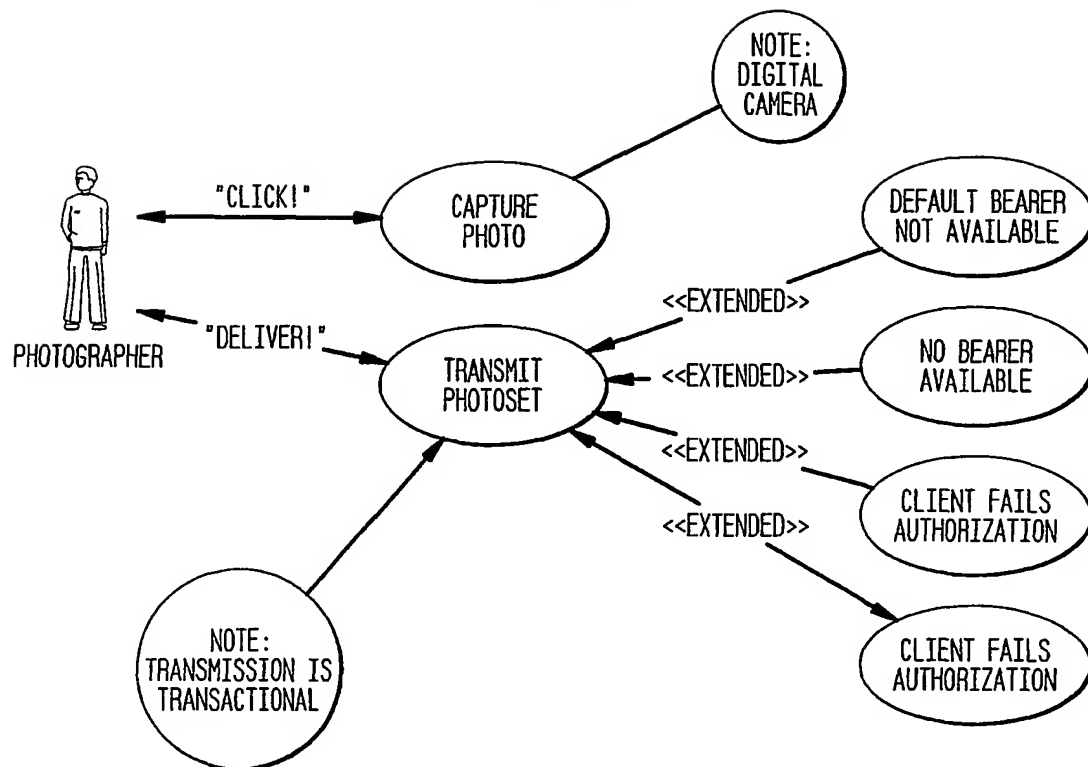 NOTE:
DIGITAL
CAMERA
"CLICK!"
CAPTURE
PHOTO
DEFAULT BEARER
NOT AVAILABLE
<<EXTENDED>>
"DELIVER!"
PHOTOGRAPHER
TRANSMIT
PHOTOSET
<<EXTENDED>>
NO BEARER
AVAILABLE
<<EXTENDED>>
CLIENT FAILS
AUTHORIZATION
<<EXTENDED>>
NOTE:
TRANSMISSION IS
TRANSACTIONAL
CLIENT FAILS
AUTHORIZATION